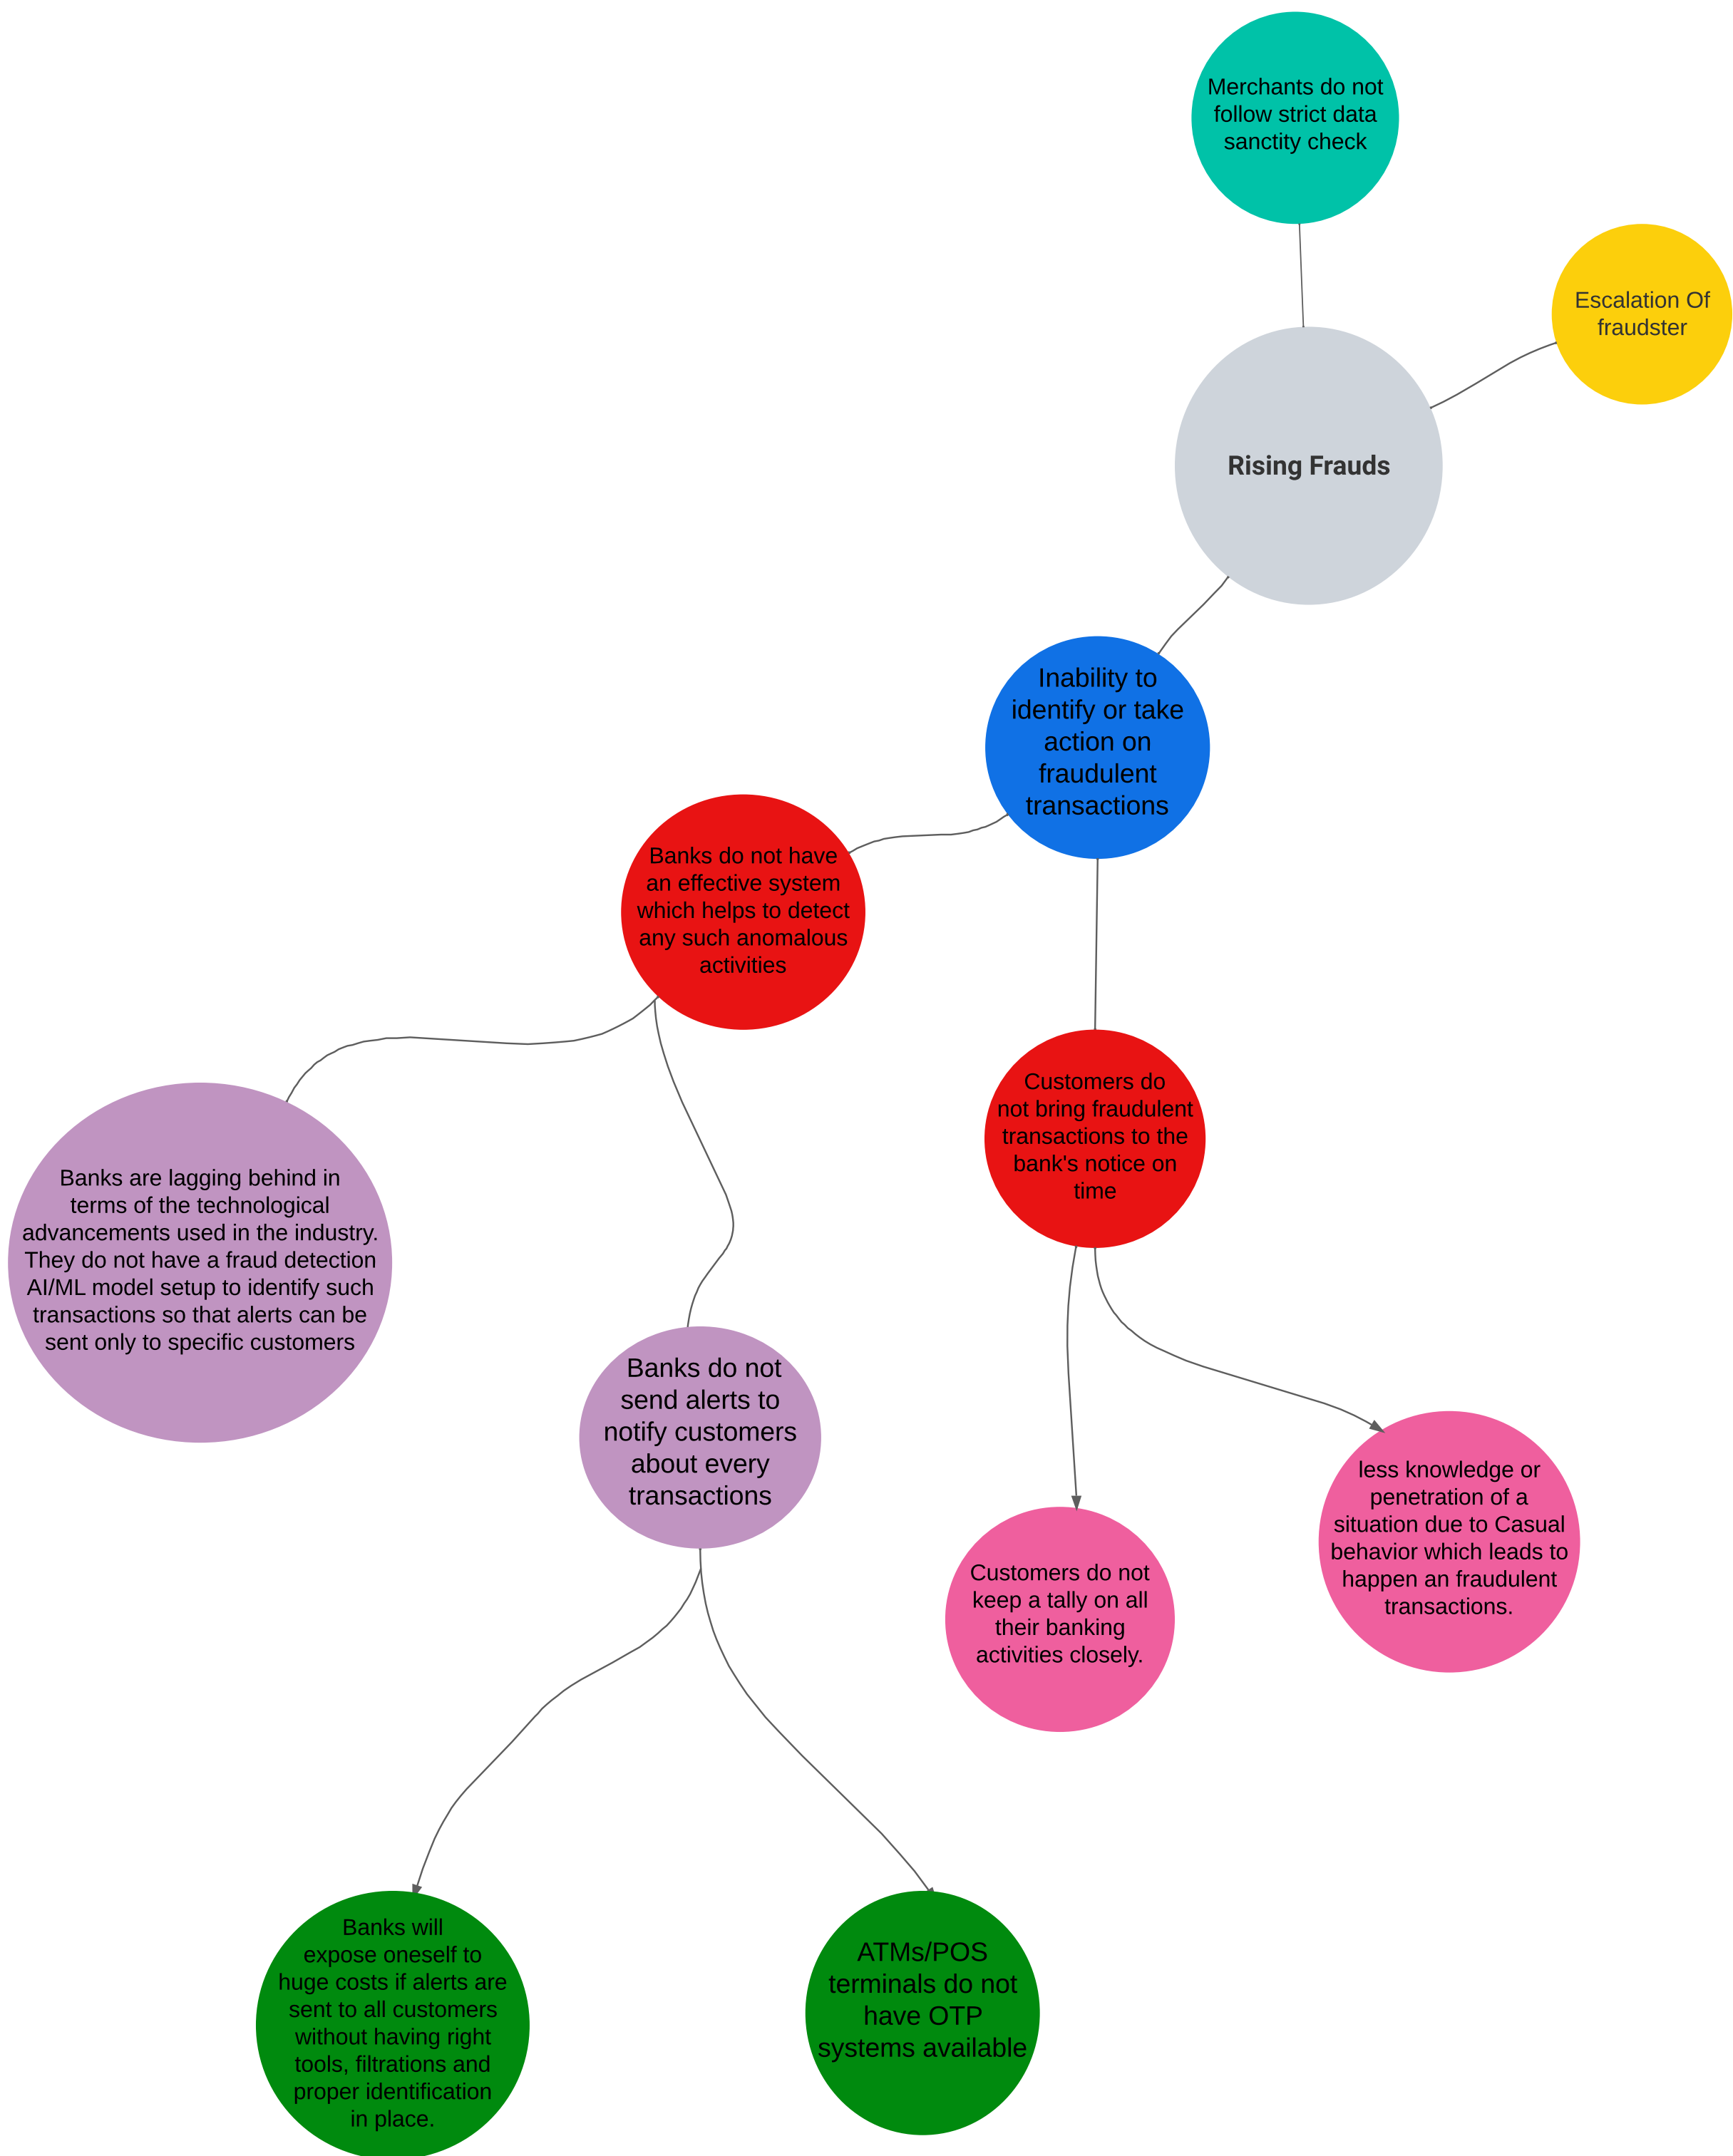 Merchants do not
follow strict data
sanctity check
Escalation Of
fraudster
Rising Frauds
Inability to
identify or take
action on
fraudulent
transactions
Banks do not have
an effective system
which helps to detect
any such anomalous
activities
Customers do
not bring fraudulent
transactions to the
bank's notice on
time
Banks are lagging behind in
terms of the technological
advancements used in the industry.
They do not have a fraud detection
AI/ML model setup to identify such
transactions so that alerts can be
sent only to specific customers
Banks do not
send alerts to
notify customers
about every
transactions
less knowledge or
penetration of a
situation due to Casual
behavior which leads to
happen an fraudulent
transactions.
Customers do not
keep a tally on all
their banking
activities closely.
Banks will
expose oneself to
huge costs if alerts are
sent to all customers
without having right
tools, filtrations and
proper identification
in place.
ATMs/POS
terminals do not
have OTP
systems available